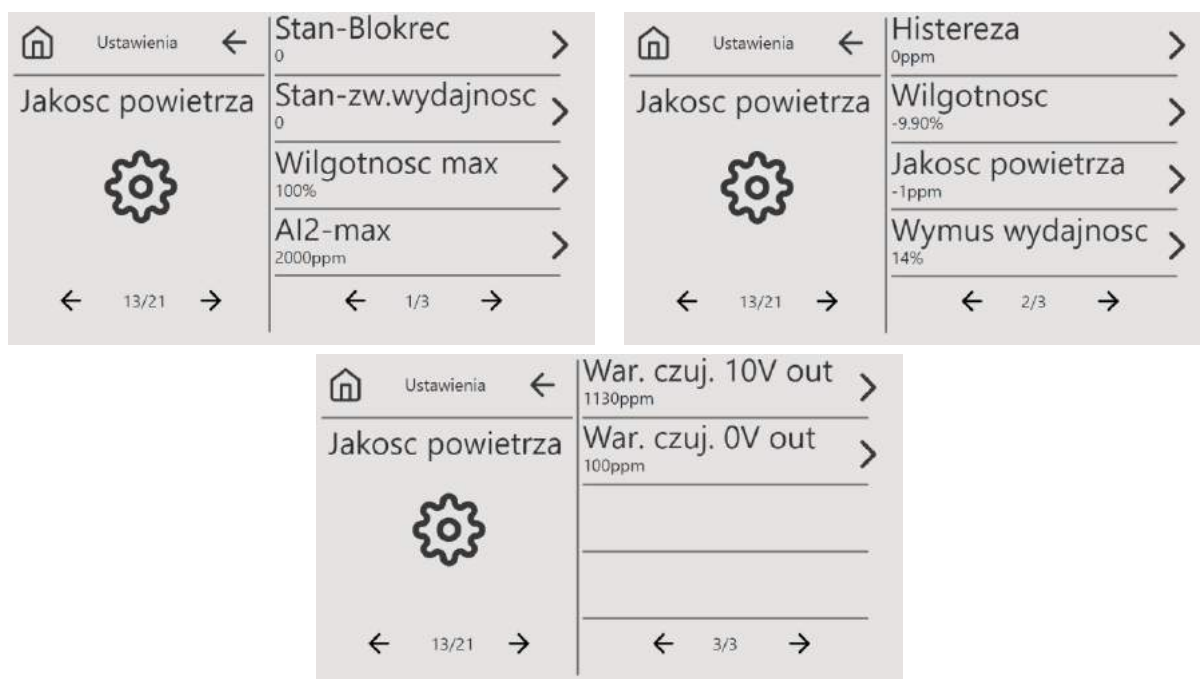 Ustawienia
Jakosc powietrza
13/21
Stan-Blokrec
0
Stan-zw.wydajnosc
0
Wilgotnosc max
100%
AI2-max
2000ppm
1/3
Ustawienia
Jakosc powietrza
13/21
Histereza
0ppm
Wilgotnosc
-9.90%
Jakosc powietrza
-1ppm
Wymus wydajnosc
14%
2/3
Ustawienia
Jakosc powietrza
13/21
War. czuj. 10V out
1130ppm
War. czuj. 0V out
100ppm
3/3